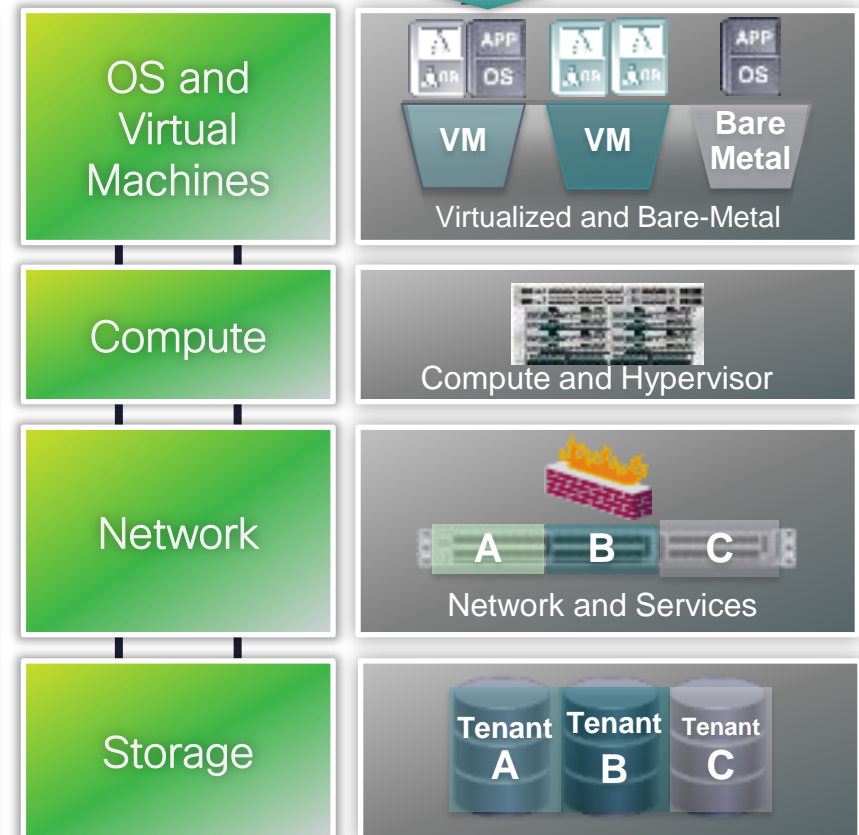 OS and
Virtual
Machines
APP
OS
APP
OS
VM
VM
Bare
Metal
Virtualized and Bare-Metal
Compute
Compute and Hypervisor
Network
A
B
C
Network and Services
Storage
Tenant
A
Tenant
B
Tenant
C